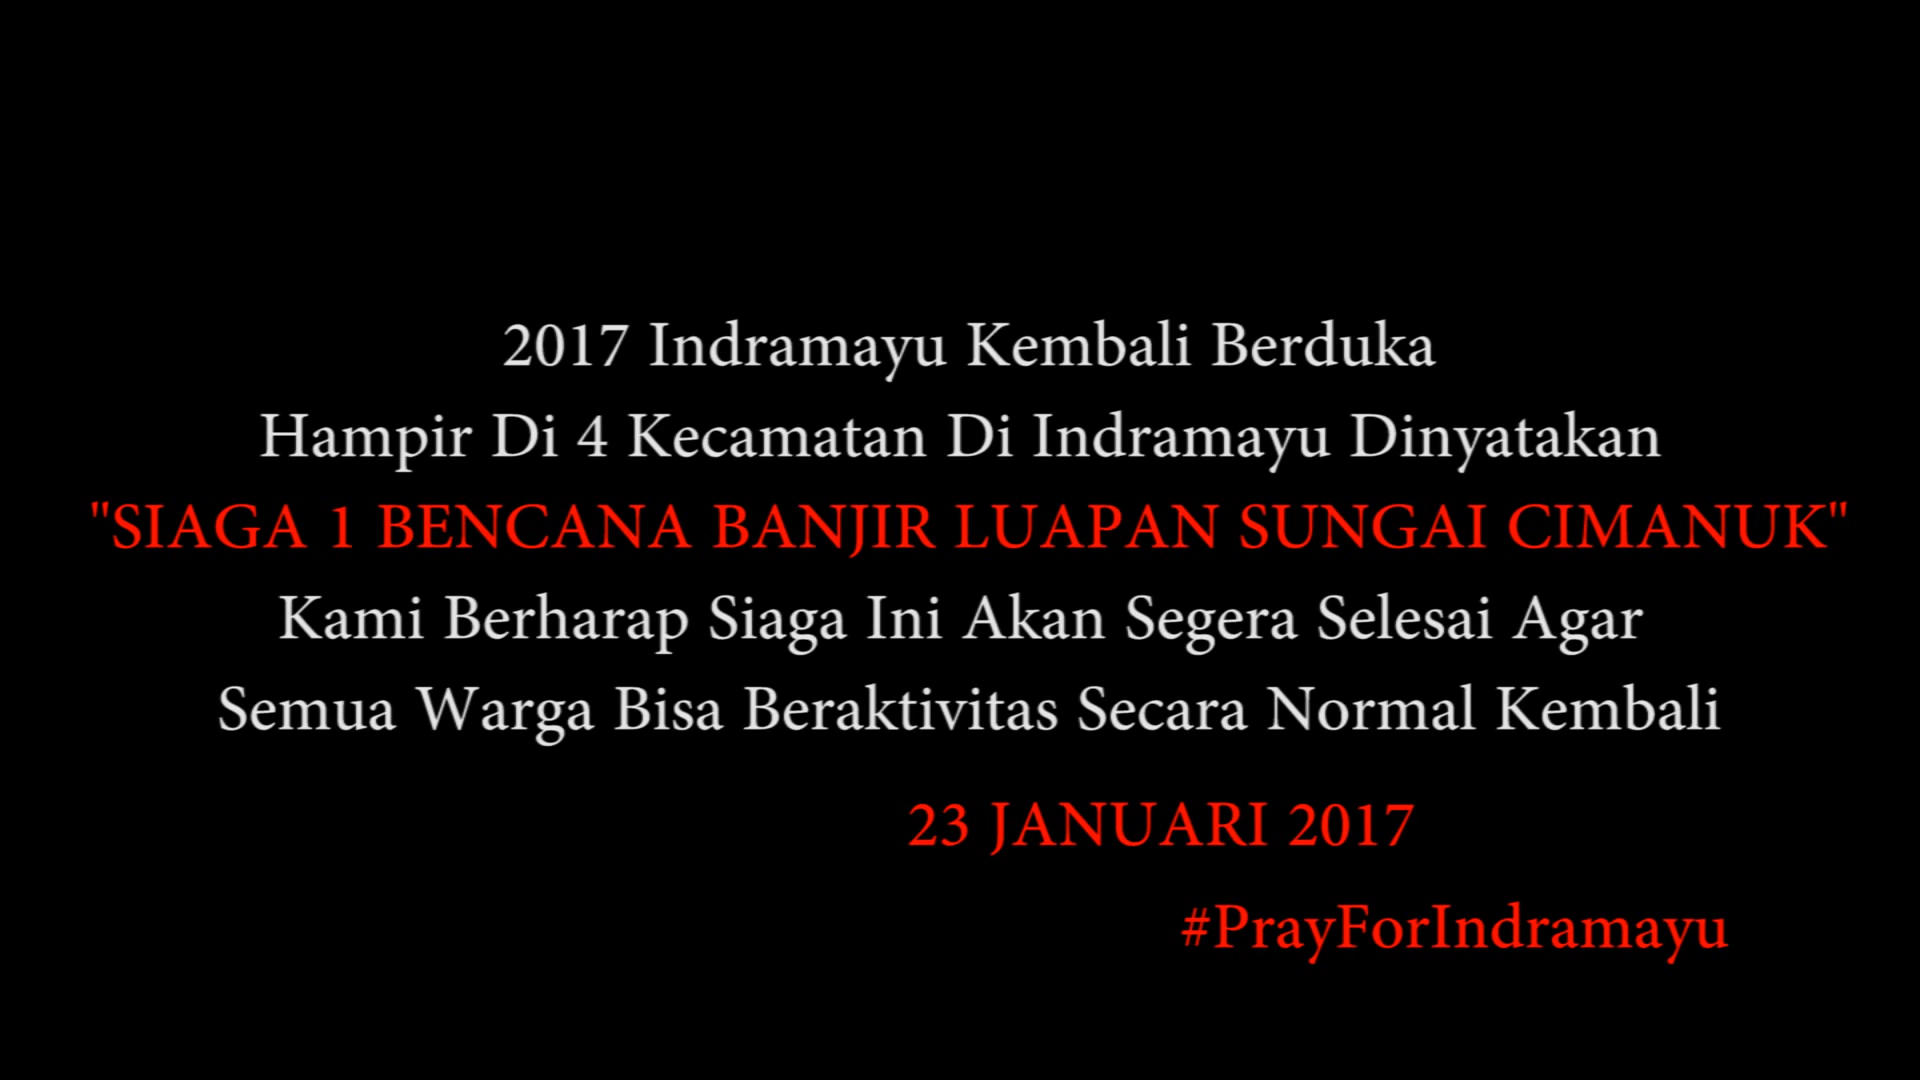 2017 Indramayu Kembali Berduka
Hampir Di 4 Kecamatan Di Indramayu Dinyatakan
"SIAGA 1 BENCANA BANJIR LUAPAN SUNGAI CIMANUK"
Kami Berharap Siaga Ini Akan Segera Selesai Agar
Semua Warga Bisa Beraktivitas Secara Normal Kembali
23 JANUARI 2017
#PrayForIndramayu